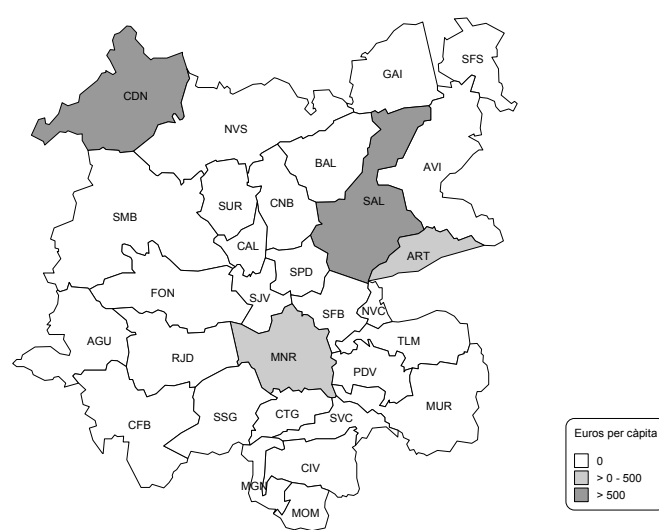 SFS
GAI
CDN
NVS
BAL
AVI
SUR
CNB
SAL
SMB
CAL
ART
SPD
FON
SJV
SFB
NVC
AGU
RJD
MNR
TLM
PDV
CFB
SSG
CTG
SVC
MUR
CIV
MGN
MOM
Euros per càpita
0
> 0 - 500
> 500